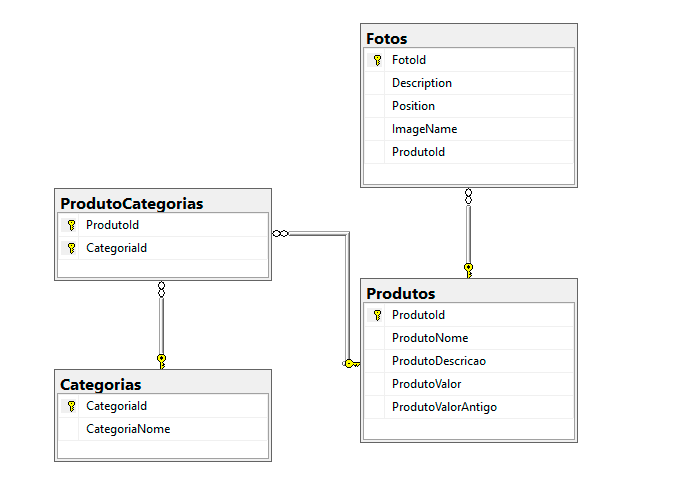 Fotos
FotoId
Description
Position
ImageName
ProdutoId
ProdutoCategorias
ProdutoId
CategoriaId
Produtos
ProdutoId
ProdutoNome
ProdutoDescricao
ProdutoValor
ProdutoValorAntigo
Categorias
CategoriaId
CategoriaNome